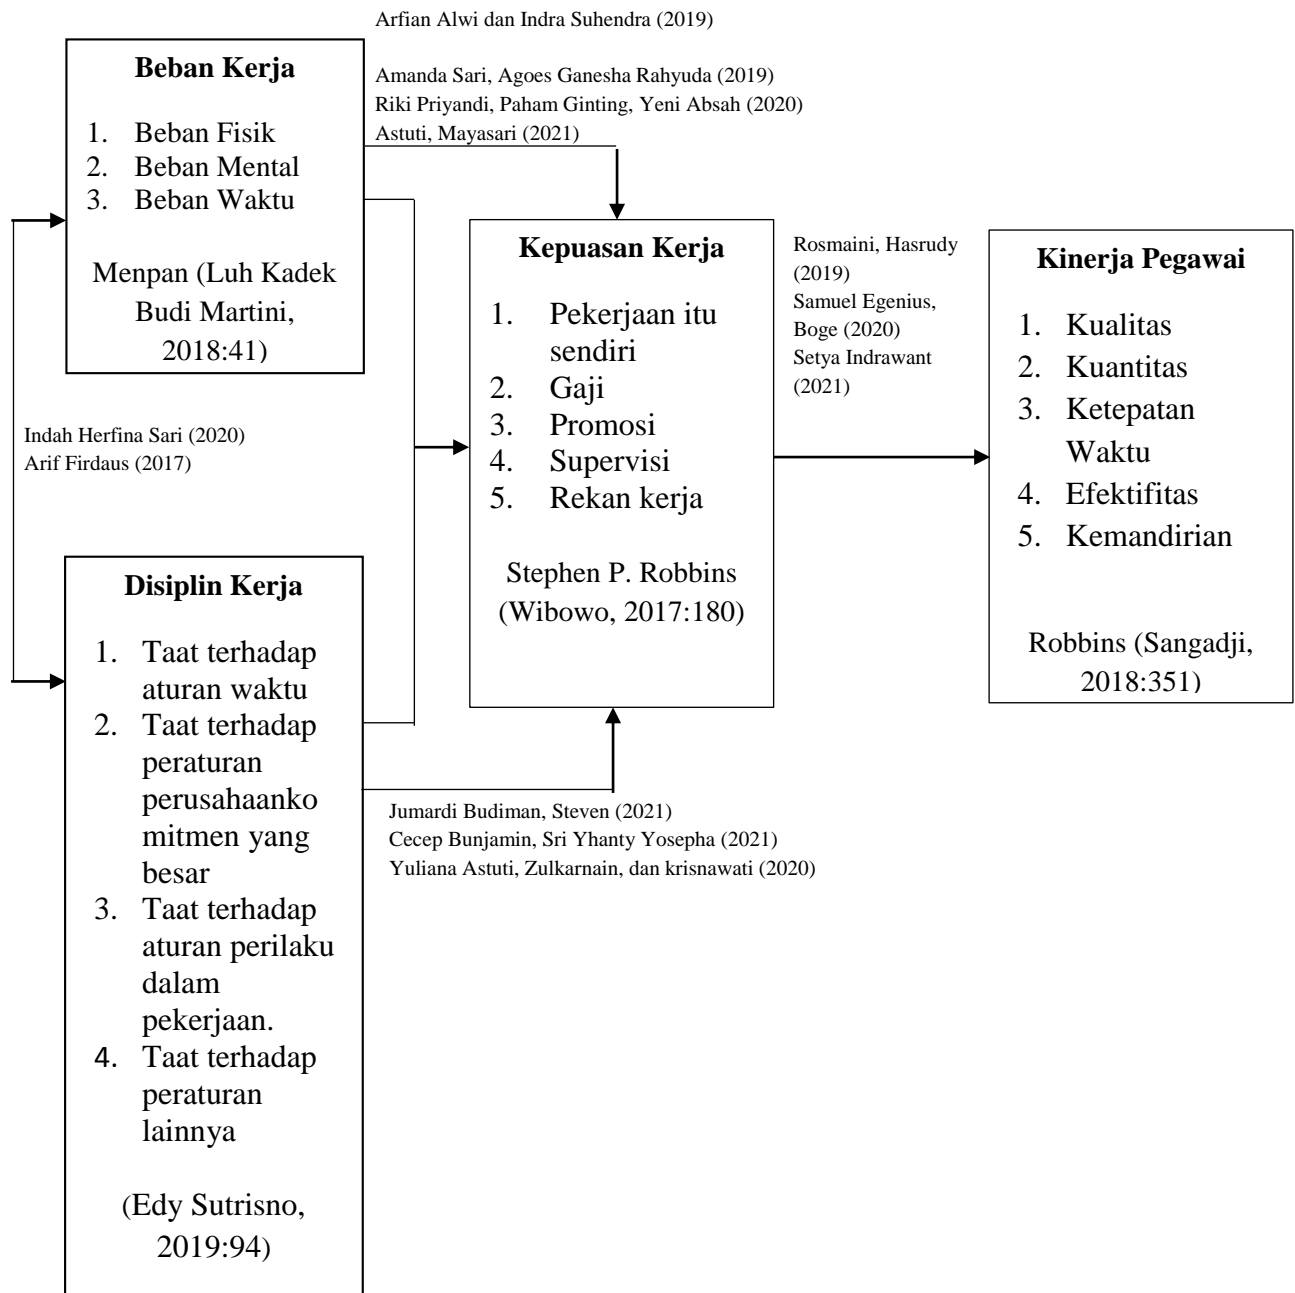 Arfian Alwi dan Indra Suhendra (2019)
Beban Kerja
1. Beban Fisik
2. Beban Mental
3. Beban Waktu
Menpan (Luh Kadek
Budi Martini,
2018:41)
Amanda Sari, Agoes Ganesha Rahyuda (2019)
Riki Priyandi, Paham Ginting, Yeni Absah (2020)
Astuti, Mayasari (2021)
Indah Herfina Sari (2020)
Arif Firdaus (2017)
Kepuasan Kerja
1. Pekerjaan itu
sendiri
2. Gaji
3. Promosi
4. Supervisi
5. Rekan kerja
Stephen P. Robbins
(Wibowo, 2017:180)
Rosmaini, Hasrudy
(2019)
Samuel Egenius,
Boge (2020)
Setya Indrawant
(2021)
Kinerja Pegawai
1. Kualitas
2. Kuantitas
3. Ketepatan
Waktu
4. Efektifitas
5. Kemandirian
Robbins (Sangadji,
2018:351)
Disiplin Kerja
1. Taat terhadap
aturan waktu
2. Taat terhadap
peraturan
perusahaanko
mitmen yang
besar
3. Taat terhadap
aturan perilaku
dalam
pekerjaan.
4. Taat terhadap
peraturan
lainnya
(Edy Sutrisno,
2019:94)
Jumardi Budiman, Steven (2021)
Cecep Bunjamin, Sri Yhanty Yosepha (2021)
Yuliana Astuti, Zulkarnain, dan krisnawati (2020)